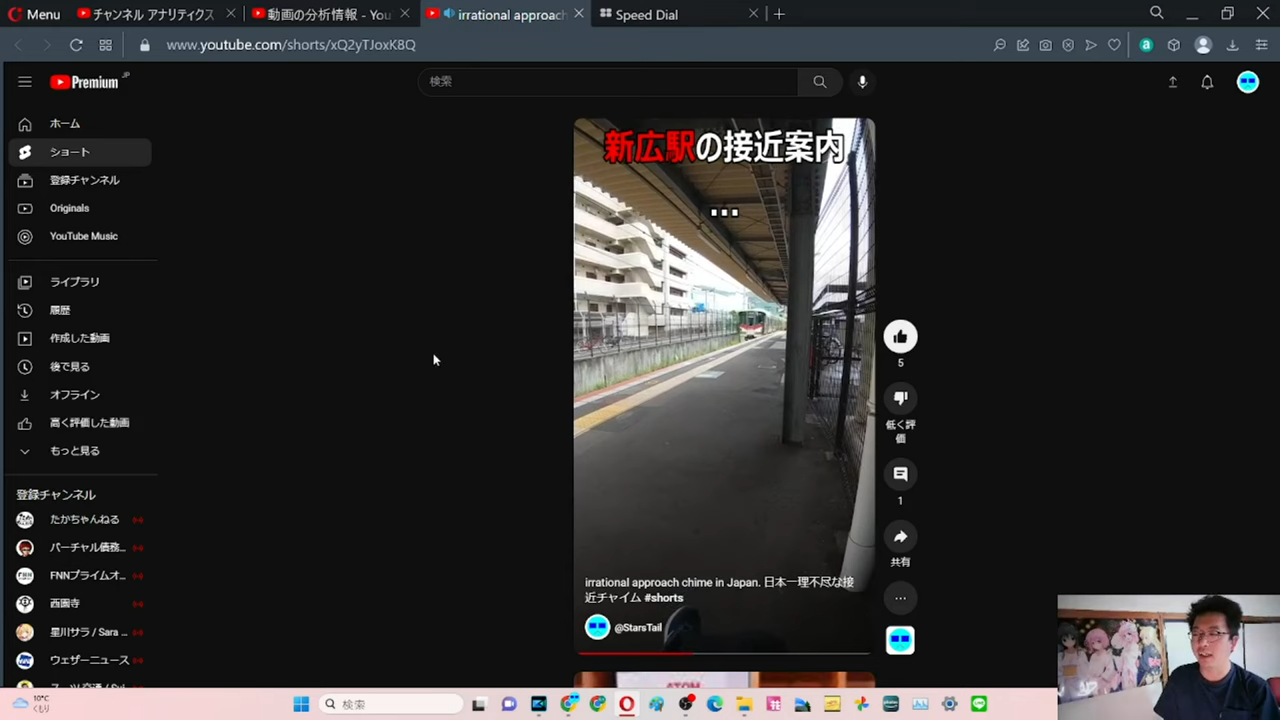 Menu
チャンネル アナリティクス
動画の分析情報 - You
irrational approach
Speed Dial
www.youtube.com/shorts/xQ2yTJoxK8Q
Premium JP
検索
ホーム
ショート
登録チャンネル
Originals
YouTube Music
ライブラリ
履歴
作成した動画
後で見る
オフライン
高く評価した動画
もっと見る
登録チャンネル
たかちゃんねる
バーチャル債務...
FNNプライムオ...
西園寺
星川サラ / Sara ...
ウェザーニュース
新広駅の接近案内
...
5
低く評
価
1
共有
irrational approach chime in Japan. 日本一理不尽な接
近チャイム #shorts
@StarsTail
ATOM
10°C
くもり
検索